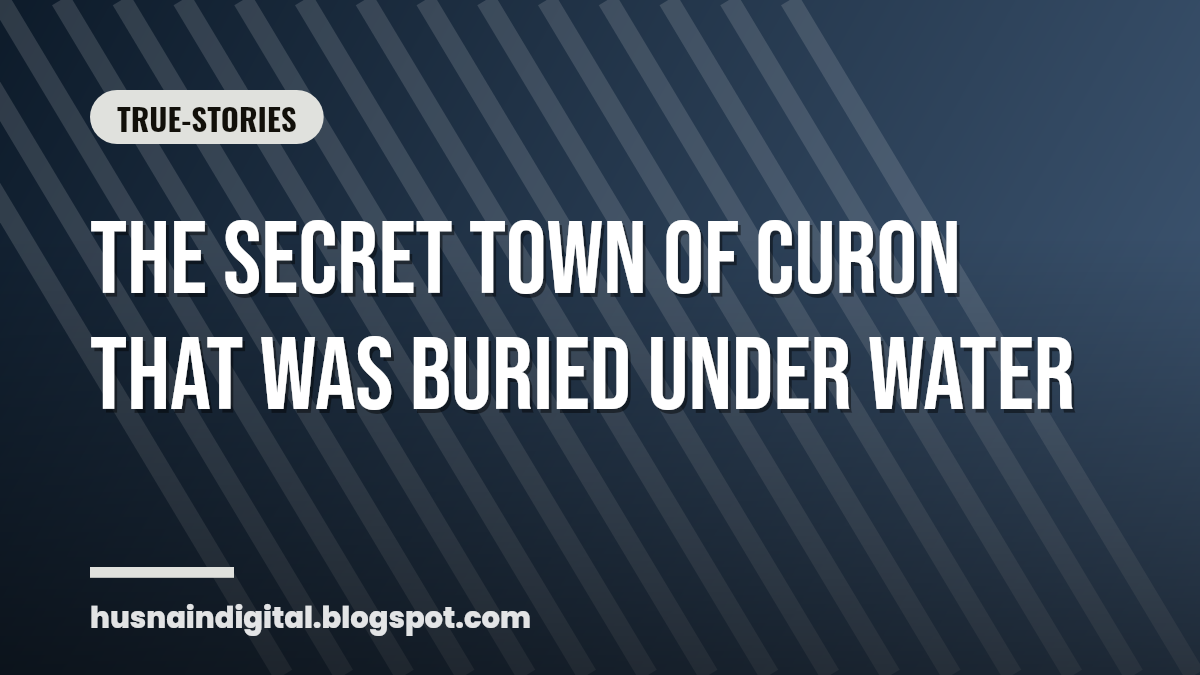 TRUE-STORIES
THE SECRET TOWN OF CURON
THAT WAS BURIED UNDER WATER
husnaindigital.blogspot.com